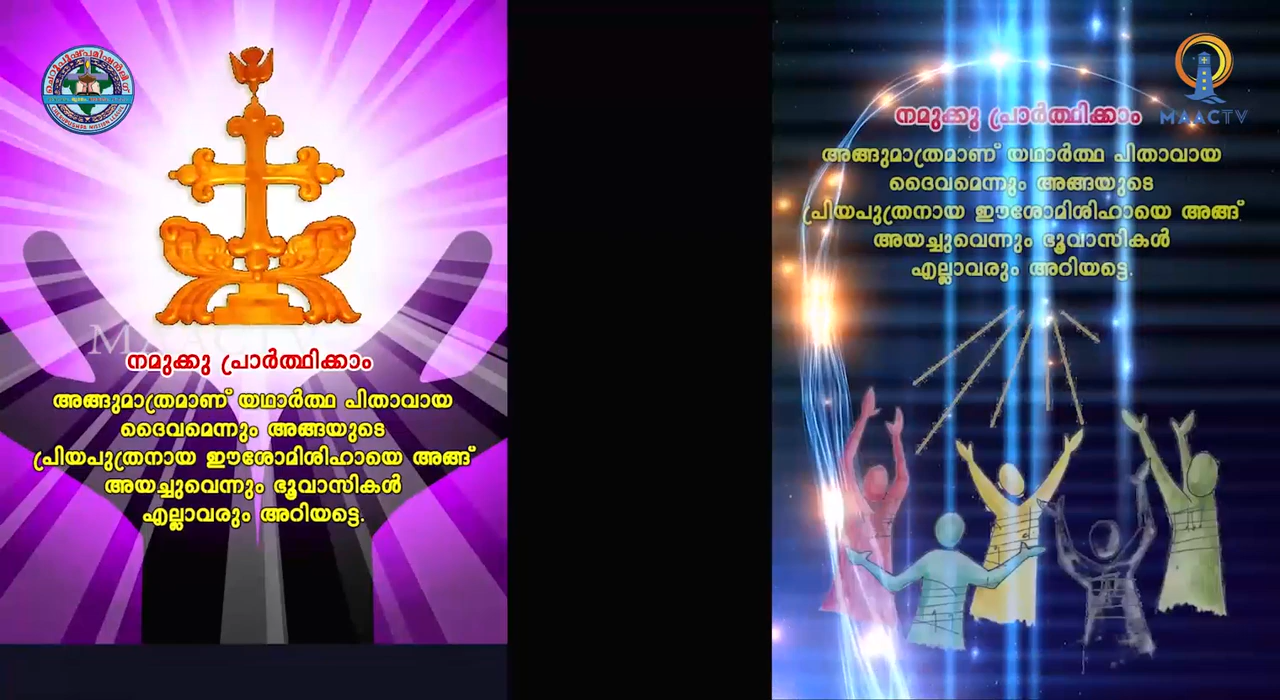 നമുക്കു പ്രാർത്ഥിക്കാം
അങ്ങുമാത്രമാണ് യഥാർത്ഥ പിതാവായ
ദൈവമെന്നും അങ്ങയുടെ
പ്രിയപുത്രനായ ഈശോമിശിഹായെ അങ്ങ്
അയച്ചുവെന്നും ഭൂവാസികൾ
എല്ലാവരും അറിയട്ടെ.
MAACTV
നമുക്കു പ്രാർത്ഥിക്കാം
അങ്ങുമാത്രമാണ് യഥാർത്ഥ പിതാവായ
ദൈവമെന്നും അങ്ങയുടെ
പ്രിയപുത്രനായ ഈശോമിശിഹായെ അങ്ങ്
അയച്ചുവെന്നും ഭൂവാസികൾ
എല്ലാവരും അറിയട്ടെ.